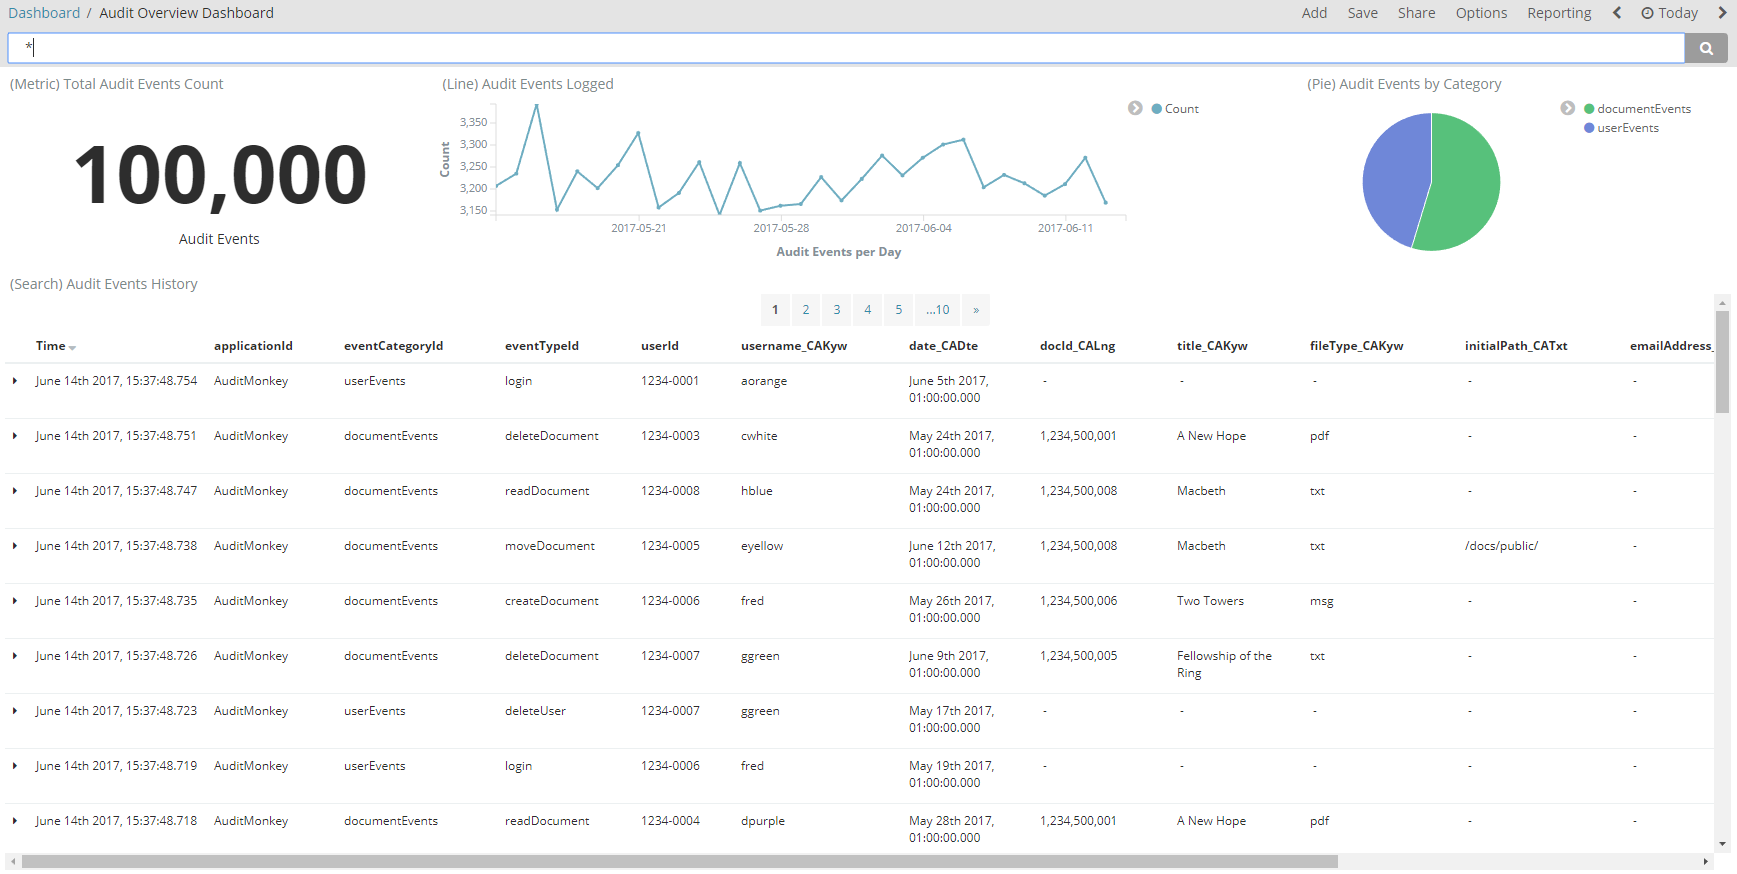 Dashboard / Audit Overview Dashboard
Add Save Share Options Reporting Today
*
(Metric) Total Audit Events Count
100,000
Audit Events
(Line) Audit Events Logged
Count
3,350
3,300
3,250
3,200
3,150
Count
2017-05-21 2017-05-28 2017-06-04 2017-06-11
Audit Events per Day
(Pie) Audit Events by Category
documentEvents
userEvents
(Search) Audit Events History
1 2 3 4 5 ...10 »
Time applicationId eventCategoryId eventTypeId userId username_CAKyw date_CADte docId_CALng title_CAKyw fileType_CAKyw initialPath_CATxt emailAddress_
June 14th 2017, 15:37:48.754 AuditMonkey userEvents login 1234-0001 aorange June 5th 2017, - - - - -
01:00:00.000
June 14th 2017, 15:37:48.751 AuditMonkey documentEvents deleteDocument 1234-0003 cwhite May 24th 2017, 1,234,500,001 A New Hope pdf - -
01:00:00.000
June 14th 2017, 15:37:48.747 AuditMonkey documentEvents readDocument 1234-0008 hblue May 24th 2017, 1,234,500,008 Macbeth txt - -
01:00:00.000
June 14th 2017, 15:37:48.738 AuditMonkey documentEvents moveDocument 1234-0005 eyellow June 12th 2017, 1,234,500,008 Macbeth txt /docs/public/ -
01:00:00.000
June 14th 2017, 15:37:48.735 AuditMonkey documentEvents createDocument 1234-0006 fred May 26th 2017, 1,234,500,006 Two Towers msg - -
01:00:00.000
June 14th 2017, 15:37:48.726 AuditMonkey documentEvents deleteDocument 1234-0007 ggreen June 9th 2017, 1,234,500,005 Fellowship of the txt - -
01:00:00.000 Ring
June 14th 2017, 15:37:48.723 AuditMonkey userEvents deleteUser 1234-0007 ggreen May 17th 2017, - - - - -
01:00:00.000
June 14th 2017, 15:37:48.719 AuditMonkey userEvents login 1234-0006 fred May 19th 2017, - - - - -
01:00:00.000
June 14th 2017, 15:37:48.718 AuditMonkey documentEvents readDocument 1234-0004 dpurple May 28th 2017, 1,234,500,001 A New Hope pdf - -
01:00:00.000